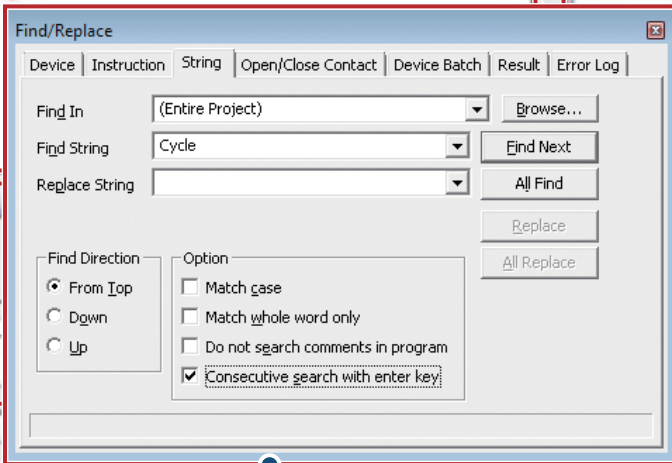 Find/Replace
Device Instruction String Open/Close Contact Device Batch Result Error Log
Find In (Entire Project) Browse...
Find String Cycle Find Next
Replace String All Find
Replace
Find Direction Option All Replace
From Top Match case
Down Match whole word only
Up Do not search comments in program
Consecutive search with enter key